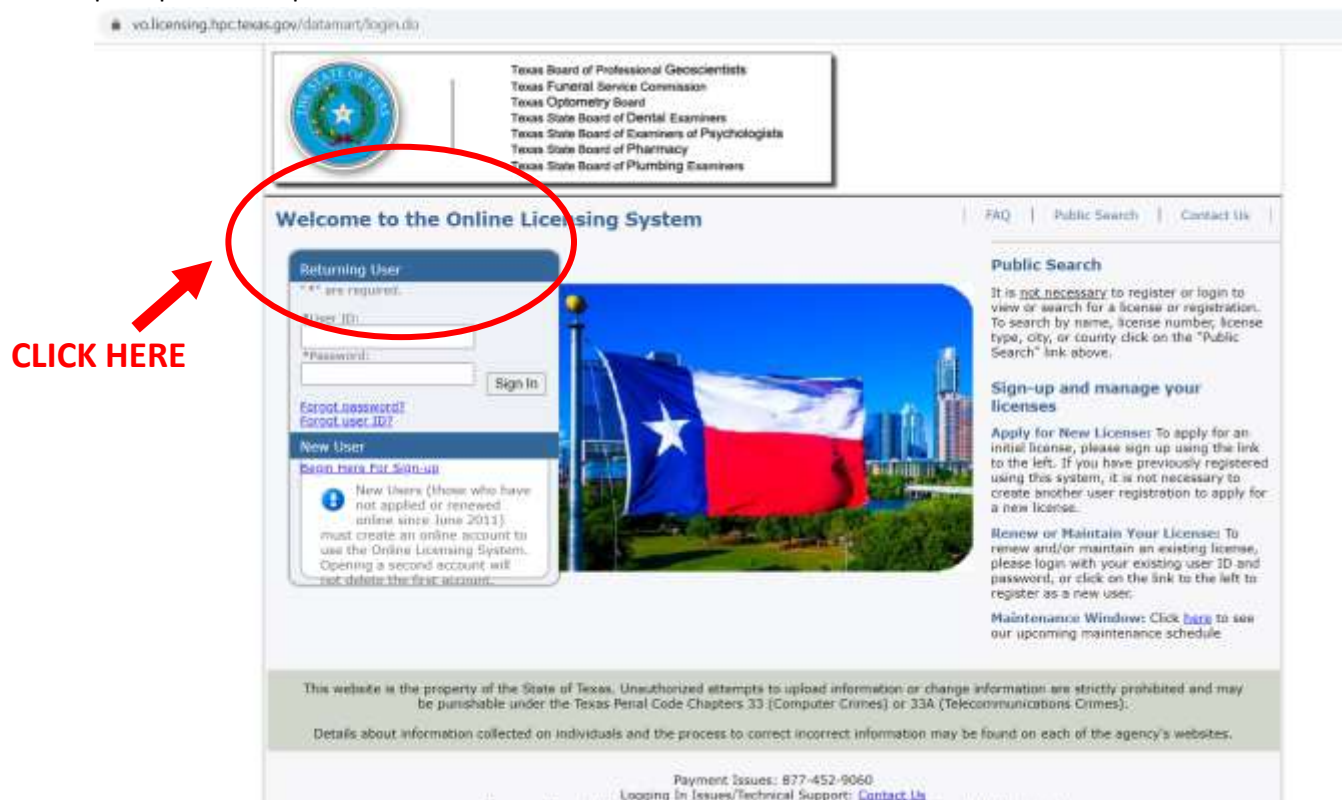 vo.licensing.hpc.texas.gov/datamart/login.do
THE STATE OF TEXAS
Texas Board of Professional Geoscientists
Texas Funeral Service Commission
Texas Optometry Board
Texas State Board of Dental Examiners
Texas State Board of Examiners of Psychologists
Texas State Board of Pharmacy
Texas State Board of Plumbing Examiners
Welcome to the Online Licensing System
FAQ | Public Search | Contact Us |
Returning User
"*" are required.
*User ID:
*Password:
Sign In
Forgot password?
Forgot user ID?
New User
Begin Here For Sign-up
New Users (those who have
not applied or renewed
online since June 2011)
must create an online account to
use the Online Licensing System.
Opening a second account will
not delete the first account.
CLICK HERE
Public Search
It is not necessary to register or login to
view or search for a license or registration.
To search by name, license number, license
type, city, or county click on the "Public
Search" link above.
Sign-up and manage your
licenses
Apply for New License: To apply for an
initial license, please sign up using the link
to the left. If you have previously registered
using this system, it is not necessary to
create another user registration to apply for
a new license.
Renew or Maintain Your License: To
renew and/or maintain an existing license,
please login with your existing user ID and
password, or click on the link to the left to
register as a new user.
Maintenance Window: Click here to see
our upcoming maintenance schedule
This website is the property of the State of Texas. Unauthorized attempts to upload information or change information are strictly prohibited and may
be punishable under the Texas Penal Code Chapters 33 (Computer Crimes) or 33A (Telecommunications Crimes).
Details about information collected on individuals and the process to correct incorrect information may be found on each of the agency's websites.
Payment Issues: 877-452-9060
Logging In Issues/Technical Support: Contact Us